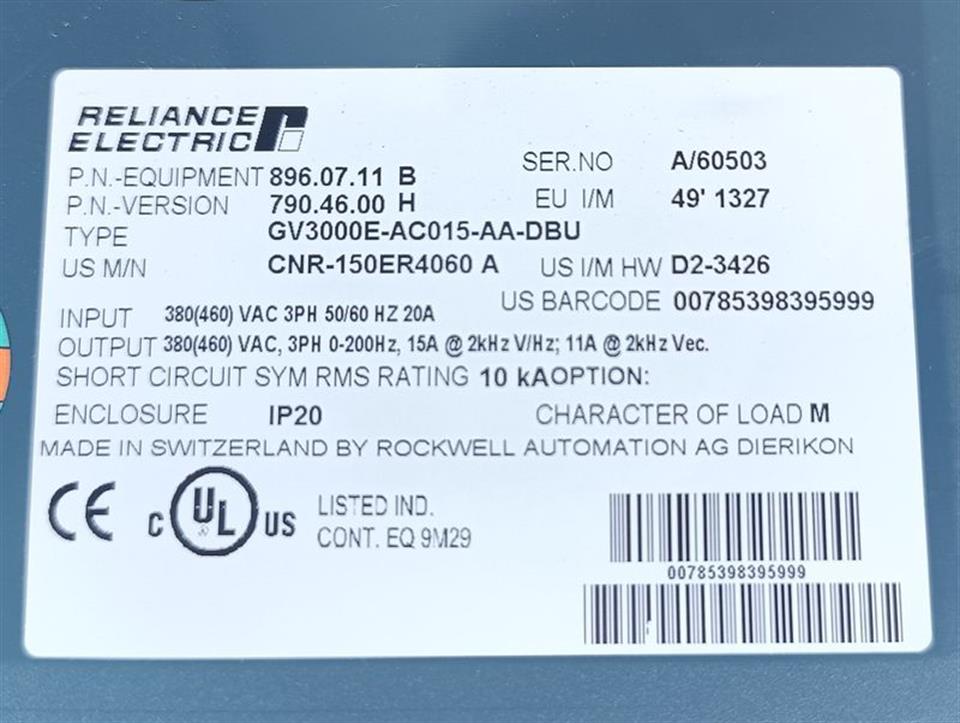 RELIANCE
ELECTRIC
P.N.-EQUIPMENT 896.07.11 B
SER.NO A/60503
P.N.-VERSION 790.46.00 H
EU I/M 49' 1327
TYPE GV3000E-AC015-AA-DBU
US M/N CNR-150ER4060 A
US I/M HW D2-3426
US BARCODE 00785398395999
INPUT 380(460) VAC 3PH 50/60 HZ 20A
OUTPUT 380(460) VAC, 3PH 0-200Hz, 15A @ 2kHz V/Hz; 11A @ 2kHz Vec.
SHORT CIRCUIT SYM RMS RATING 10 kAOPTION:
ENCLOSURE IP20
CHARACTER OF LOAD M
MADE IN SWITZERLAND BY ROCKWELL AUTOMATION AG DIERIKON
CE
C UL US
LISTED IND.
CONT. EQ 9M29
00785398395999